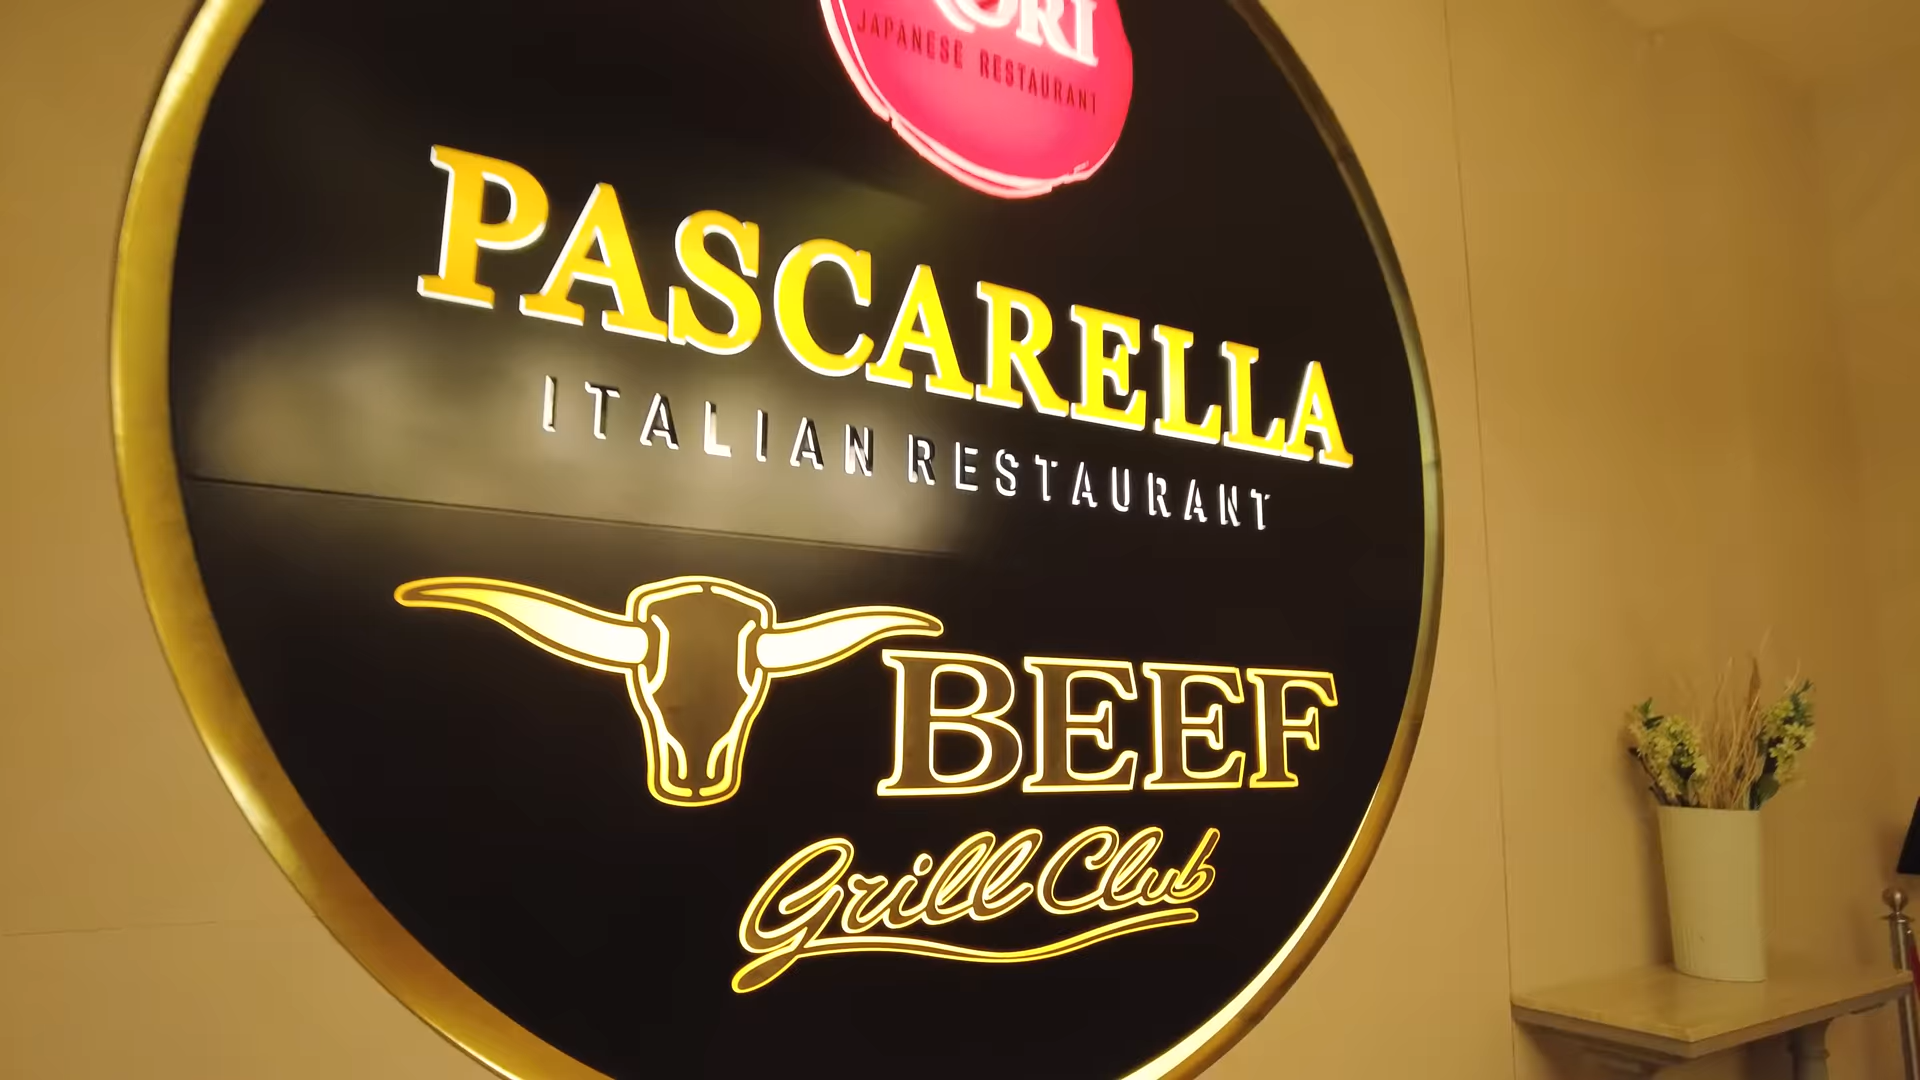 JAPANESE RESTAURANT
PASCARELLA
ITALIAN RESTAURANT
BEEF
Grill Club